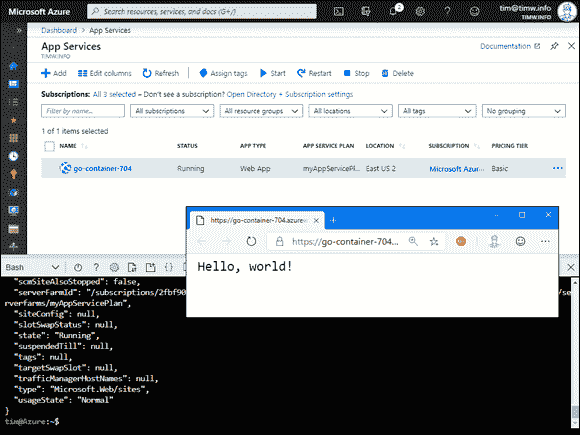 Microsoft Azure
Search resources, services, and docs (G+/)
2
tim@timw.info
TIMW.INFO
Dashboard > App Services
App Services
TIMW.INFO
Documentation
+ Add
Edit columns
Refresh
Assign tags
Start
Restart
Stop
Delete
Subscriptions: All 3 selected – Don't see a subscription? Open Directory + Subscription settings
Filter by name...
All subscriptions
All resource groups
All locations
All tags
No grouping
1 of 1 items selected
NAME
STATUS
APP TYPE
APP SERVICE PLAN
LOCATION
SUBSCRIPTION
PRICING TIER
go-container-704
Running
Web App
myAppServicePl...
East US 2
Microsoft Azur...
Basic
https://go-container-704.azurew
https://go-container-704...
Hello, world!
Bash
"scmSiteAlsoStopped": false,
"serverFarmId": "/subscriptions/2fbf90
/se
rverfarms/myAppServicePlan",
"siteConfig": null,
"slotSwapStatus": null,
"state": "Running",
"suspendedTill": null,
"tags": null,
"targetSwapSlot": null,
"trafficManagerHostNames": null,
"type": "Microsoft.Web/sites",
"usageState": "Normal"
}
tim@Azure:~$